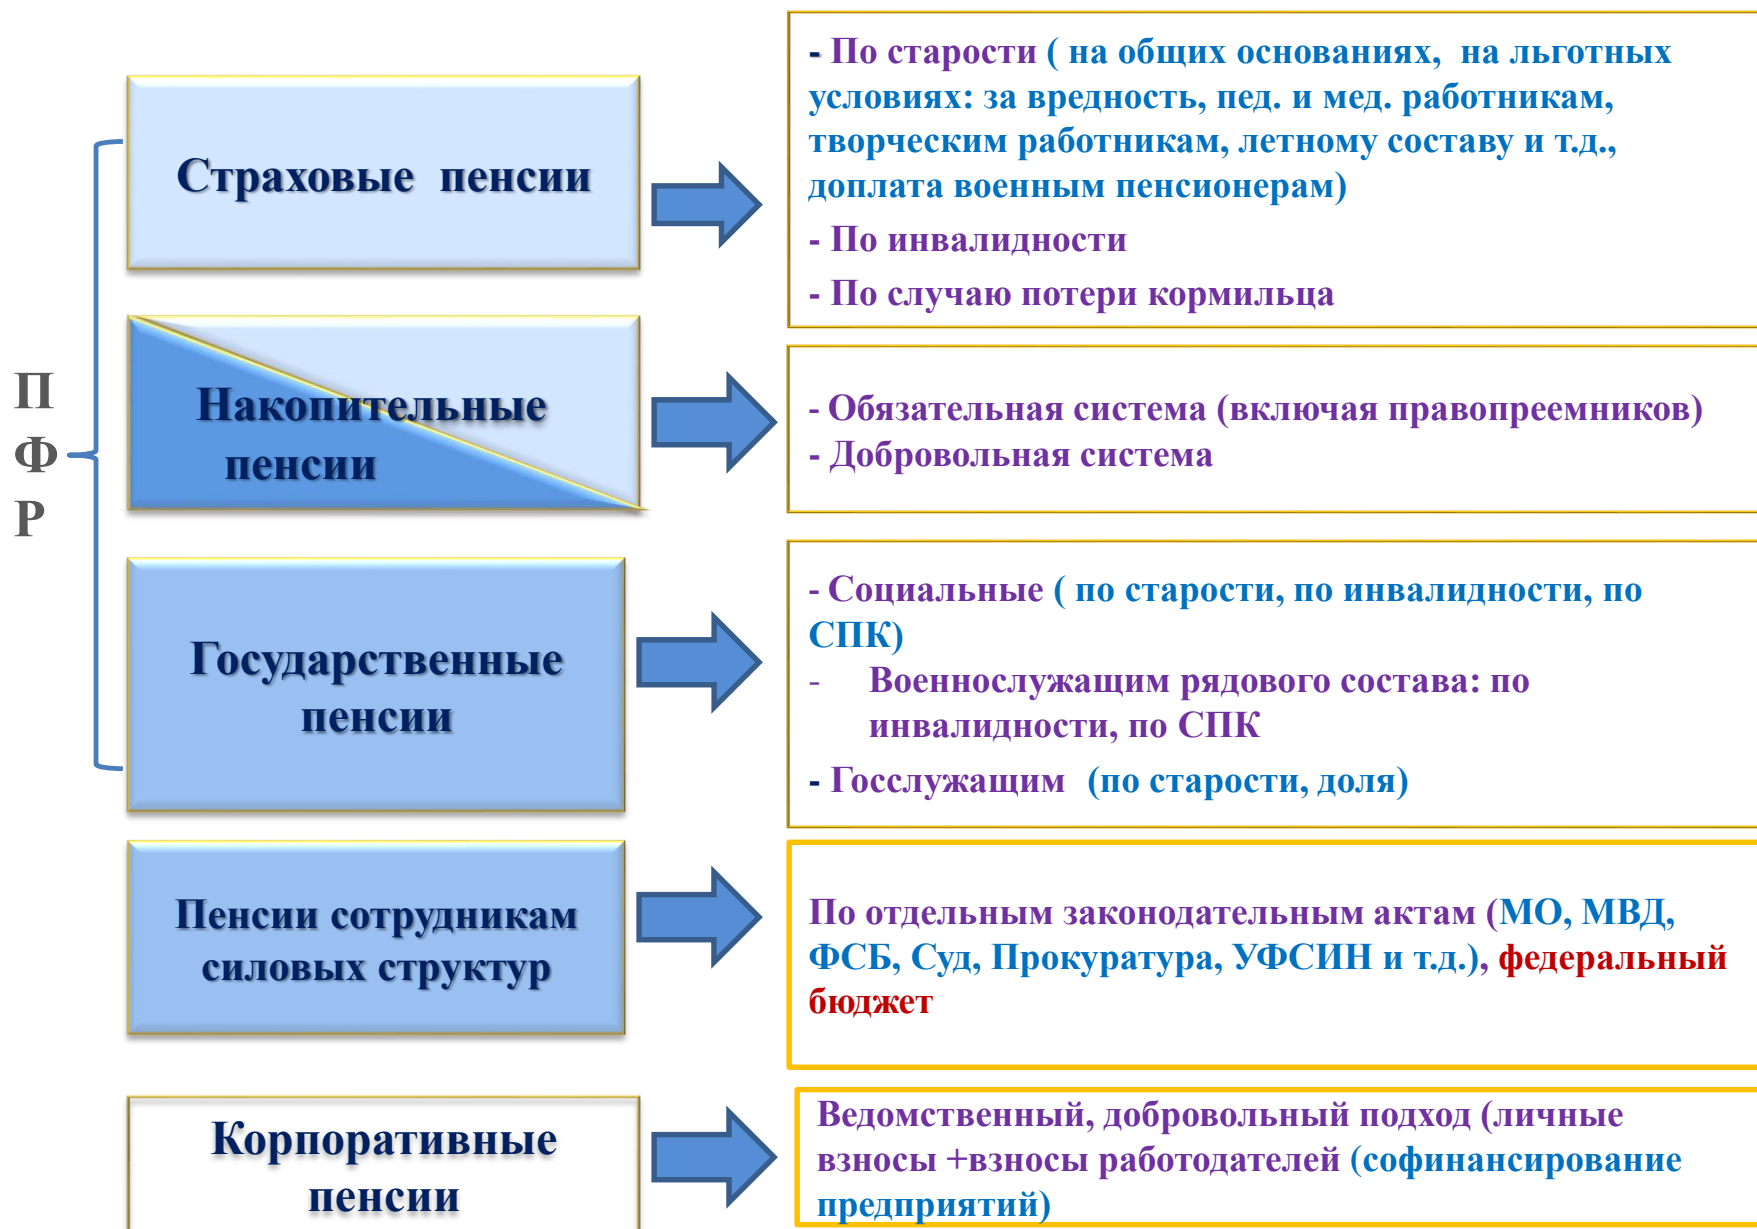 П
Ф
Р
Страховые пенсии
- По старости ( на общих основаниях, на льготных
условиях: за вредность, пед. и мед. работникам,
творческим работникам, летному составу и т.д.,
доплата военным пенсионерам)
- По инвалидности
- По случаю потери кормильца
Накопительные
пенсии
- Обязательная система (включая правопреемников)
- Добровольная система
Государственные
пенсии
- Социальные ( по старости, по инвалидности, по
СПК)
- Военнослужащим рядового состава: по
инвалидности, по СПК
- Госслужащим (по старости, доля)
Пенсии сотрудникам
силовых структур
По отдельным законодательным актам (МО, МВД,
ФСБ, Суд, Прокуратура, УФСИН и т.д.), федеральный
бюджет
Корпоративные
пенсии
Ведомственный, добровольный подход (личные
взносы +взносы работодателей (софинансирование
предприятий)